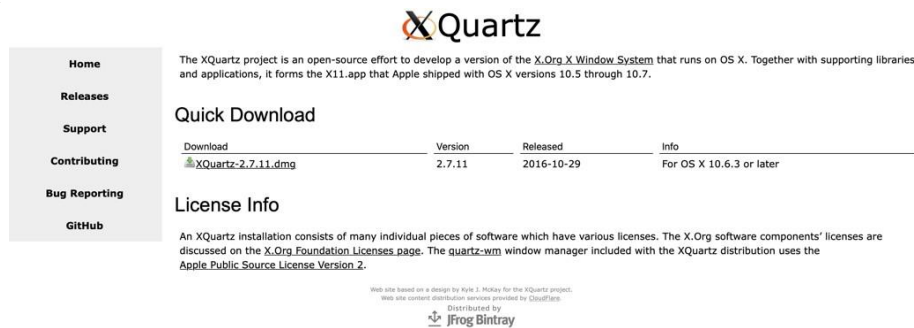 XQuartz
Home
Releases
Support
Contributing
Bug Reporting
GitHub
The XQuartz project is an open-source effort to develop a version of the X.Org X Window System that runs on OS X. Together with supporting libraries
and applications, it forms the X11.app that Apple shipped with OS X versions 10.5 through 10.7.
Quick Download
Download Version Released Info
XQuartz-2.7.11.dmg 2.7.11 2016-10-29 For OS X 10.6.3 or later
License Info
An XQuartz installation consists of many individual pieces of software which have various licenses. The X.Org software components' licenses are
discussed on the X.Org Foundation Licenses page. The quartz-wm window manager included with the XQuartz distribution uses the
Apple Public Source License Version 2.
Web site based on a design by Kyle J. McKay for the XQuartz project.
Web site content distribution services provided by CloudFlare.
Distributed by
JFrog Bintray